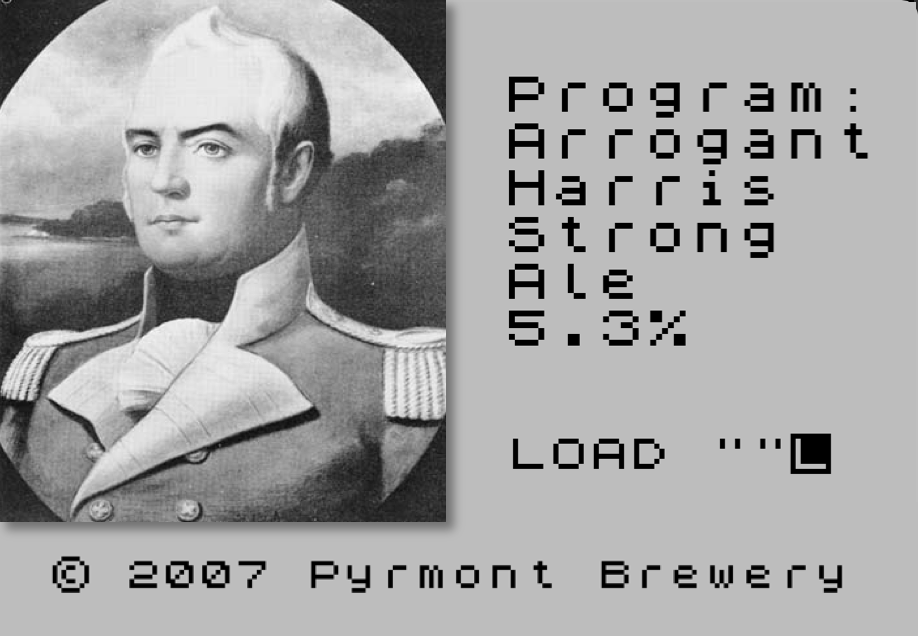 Program:
Arrogant
Harris
Strong
Ale
5.3%
LOAD ""L
© 2007 Pyrmont Brewery